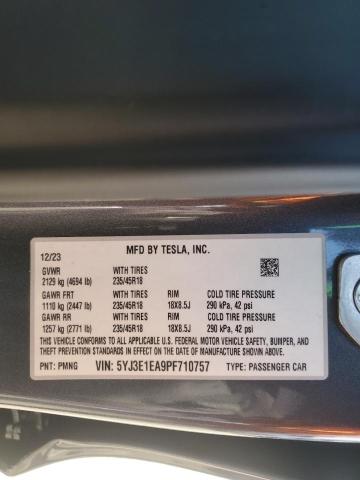 MFD BY TESLA, INC.
12/23
GVWR WITH TIRES
2129 kg (4694 lb) 235/45R18
GAWR FRT WITH TIRES RIM COLD TIRE PRESSURE
1110 kg (2447 lb) 235/45R18 18X8.5J 290 kPa, 42 psi
GAWR RR WITH TIRES RIM COLD TIRE PRESSURE
1257 kg (2771 lb) 235/45R18 18X8.5J 290 kPa, 42 psi
THIS VEHICLE CONFORMS TO ALL APPLICABLE U.S. FEDERAL MOTOR VEHICLE SAFETY, BUMPER, AND
THEFT PREVENTION STANDARDS IN EFFECT ON THE DATE OF MANUFACTURE SHOWN ABOVE.
PNT: PMNG VIN: 5YJ3E1EA9PF710757 TYPE: PASSENGER CAR